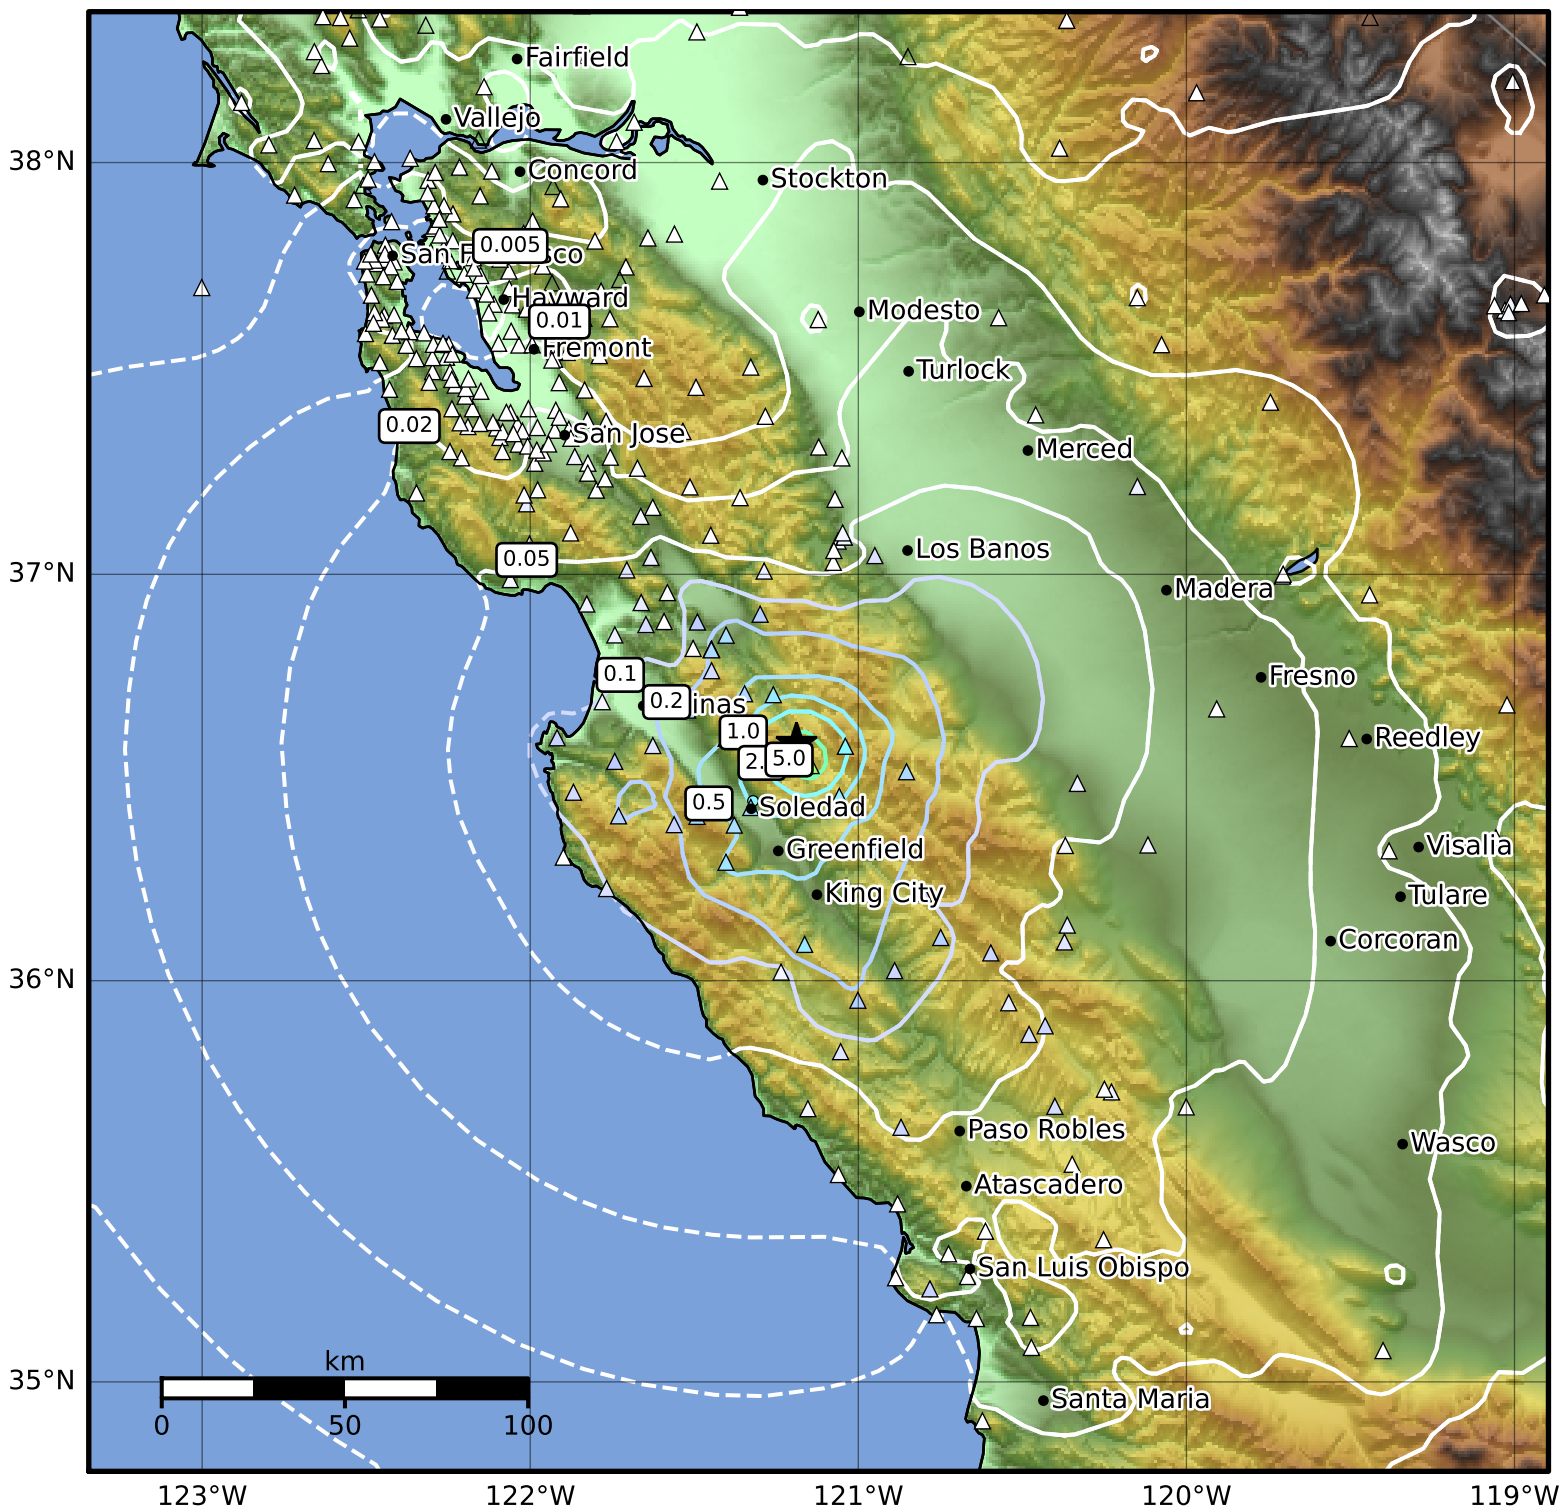 Fairfield
Vallejo
38°N
Concord
Stockton
0.005
San F
sco
Hayward
0.01
Modesto
Fremont
Turlock
0.02
San Jose
Merced
0.05
Los Banos
37°N
Madera
0.1
Fresno
0.2
inas
1.0
Reedley
2.
5.0
0.5
Soledad
Greenfield
Visalia
King City
Tulare
Corcoran
36°N
Paso Robles
Wasco
Atascadero
San Luis Obispo
km
35°N
Santa Maria
0 50 100
123°W 122°W 121°W 120°W 119°W